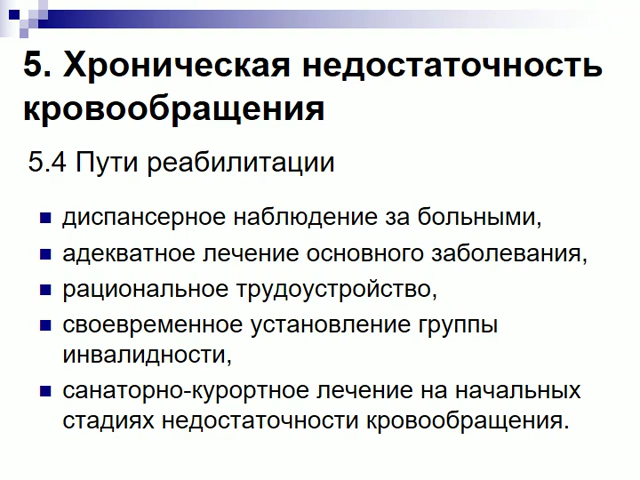 5. Хроническая недостаточность
кровообращения
5.4 Пути реабилитации
диспансерное наблюдение за больными,
адекватное лечение основного заболевания,
рациональное трудоустройство,
своевременное установление группы
инвалидности,
санаторно-курортное лечение на начальных
стадиях недостаточности кровообращения.